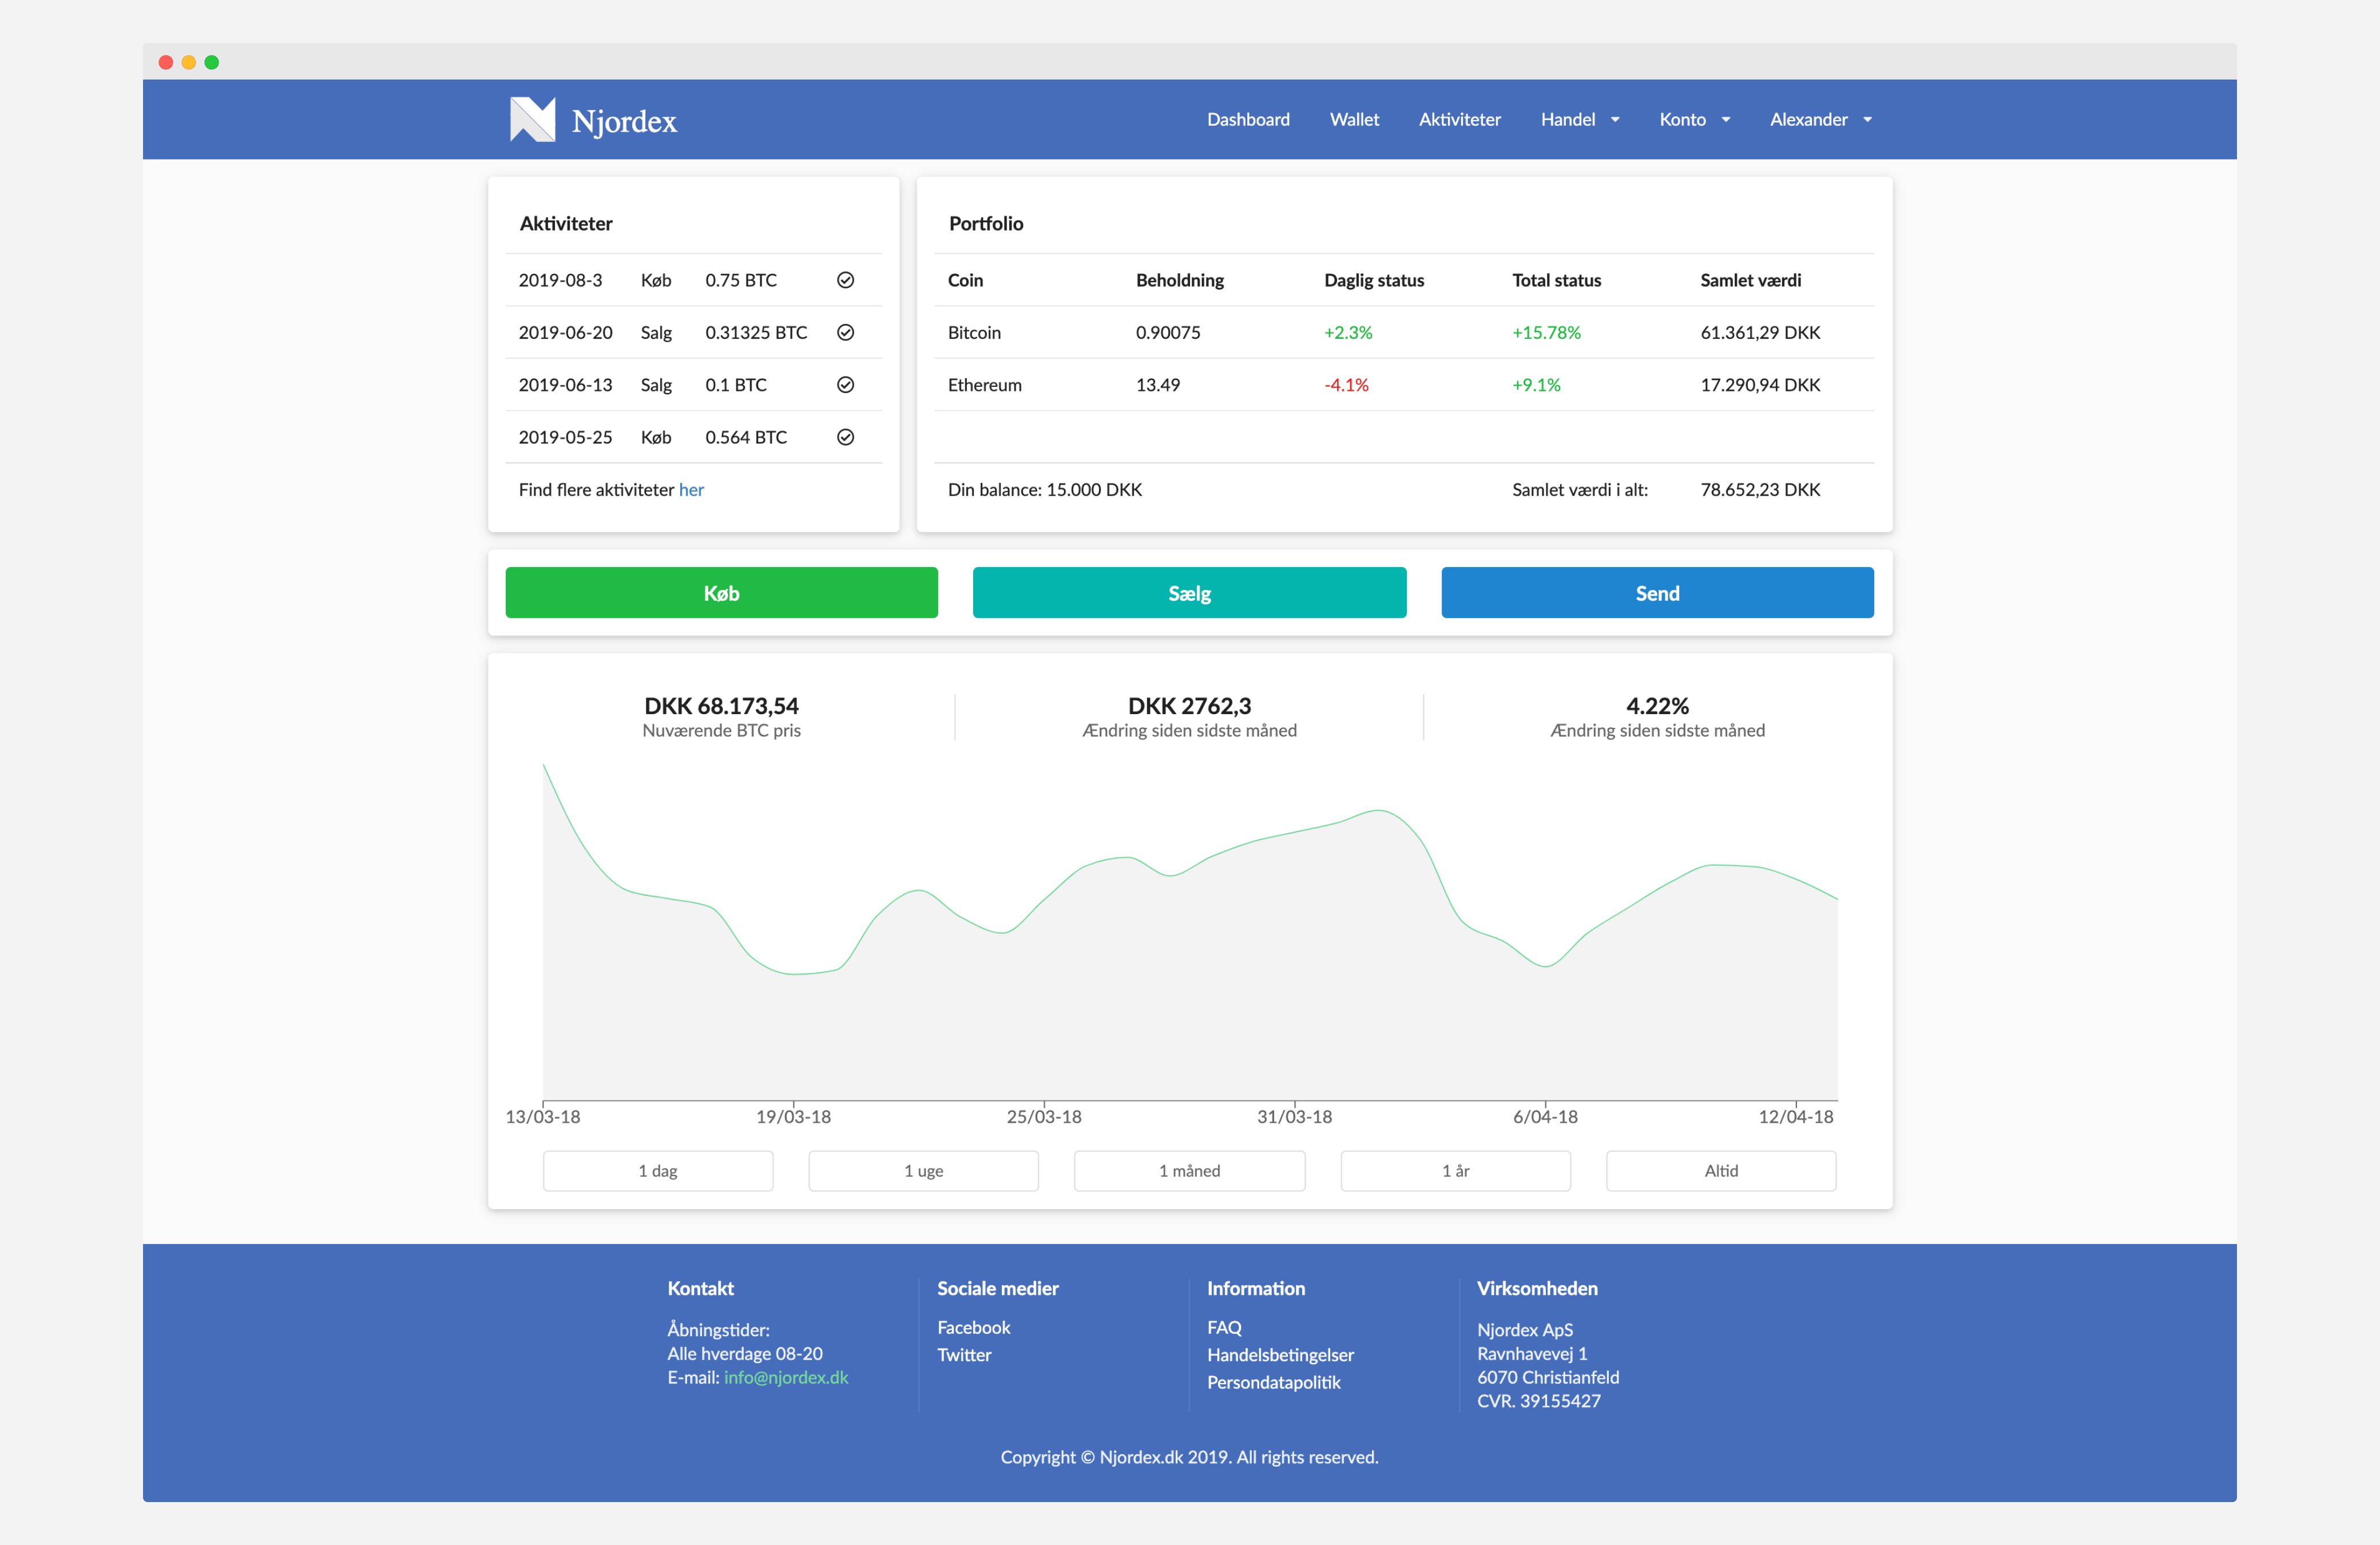 Njordex
Dashboard Wallet Aktiviteter Handel Konto Alexander
Aktiviteter
2019-08-3 Køb 0.75 BTC
2019-06-20 Salg 0.31325 BTC
2019-06-13 Salg 0.1 BTC
2019-05-25 Køb 0.564 BTC
Find flere aktiviteter her
Portfolio
Coin Beholdning Daglig status Total status Samlet værdi
Bitcoin 0.90075 +2.3% +15.78% 61.361,29 DKK
Ethereum 13.49 -4.1% +9.1% 17.290,94 DKK
Din balance: 15.000 DKK Samlet værdi i alt: 78.652,23 DKK
Køb Sælg Send
DKK 68.173,54
Nuværende BTC pris
DKK 2762,3
Ændring siden sidste måned
4.22%
Ændring siden sidste måned
13/03-18 19/03-18 25/03-18 31/03-18 6/04-18 12/04-18
1 dag 1 uge 1 måned 1 år Altid
Kontakt
Åbningstider:
Alle hverdage 08-20
E-mail: info@njordex.dk
Sociale medier
Facebook
Twitter
Information
FAQ
Handelsbetingelser
Persondatapolitik
Virksomheden
Njordex ApS
Ravnhavevej 1
6070 Christianfeld
CVR. 39155427
Copyright © Njordex.dk 2019. All rights reserved.